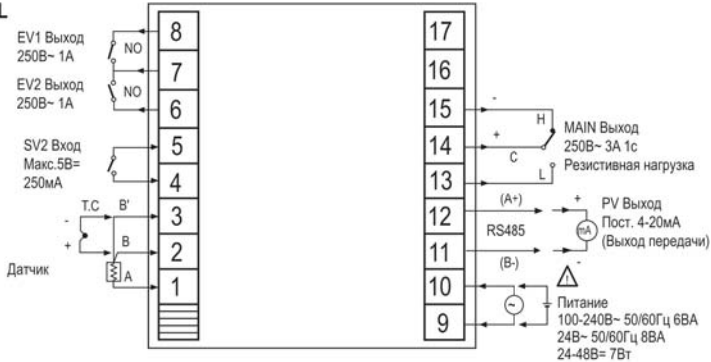 L
EV1 Выход
250В~ 1А
NO
EV2 Выход
250В~ 1А
NO
SV2 Вход
Макс.5В=
250мА
T.C
B'
-
+
B
A
Датчик
8
7
6
5
4
3
2
1
17
16
15
14
13
12
11
10
9
-
H
+
C
L
MAIN Выход
250В~ 3А 1с
Резистивная нагрузка
(A+)
RS485
(B-)
+
mA
-
PV Выход
Пост. 4-20мА
(Выход передачи)
!
~
Питание
100-240В~ 50/60Гц 6ВА
24В~ 50/60Гц 8ВА
24-48В= 7Вт